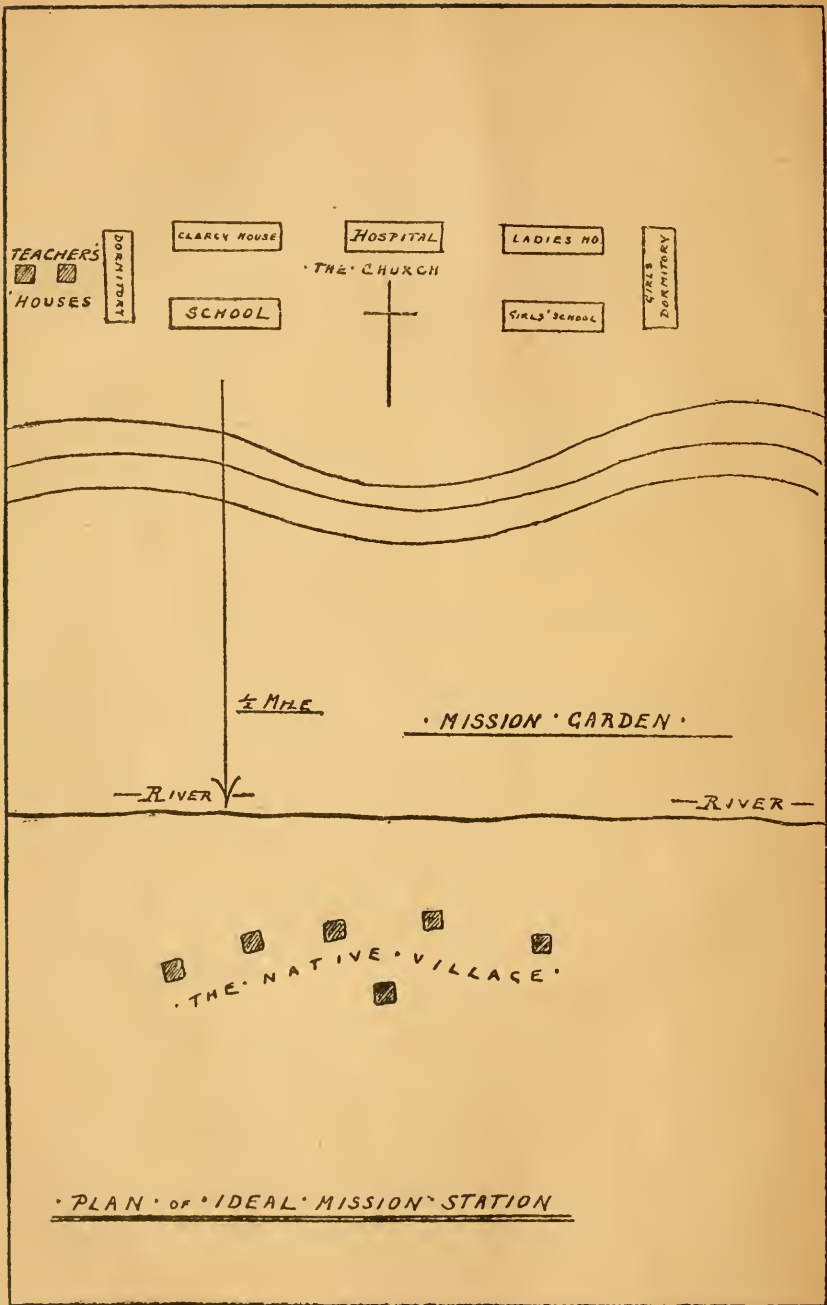 TEACHERS'
HOUSES
DORMITORY
CLERGY HOUSE
SCHOOL
HOSPITAL
· THE · CHURCH
LADIES HO.
GIRLS' SCHOOL
GIRLS
DORMITORY
½ MILE
· MISSION · GARDEN ·
— RIVER —
— RIVER —
· THE · NATIVE · VILLAGE ·
· PLAN · OF · IDEAL · MISSION · STATION